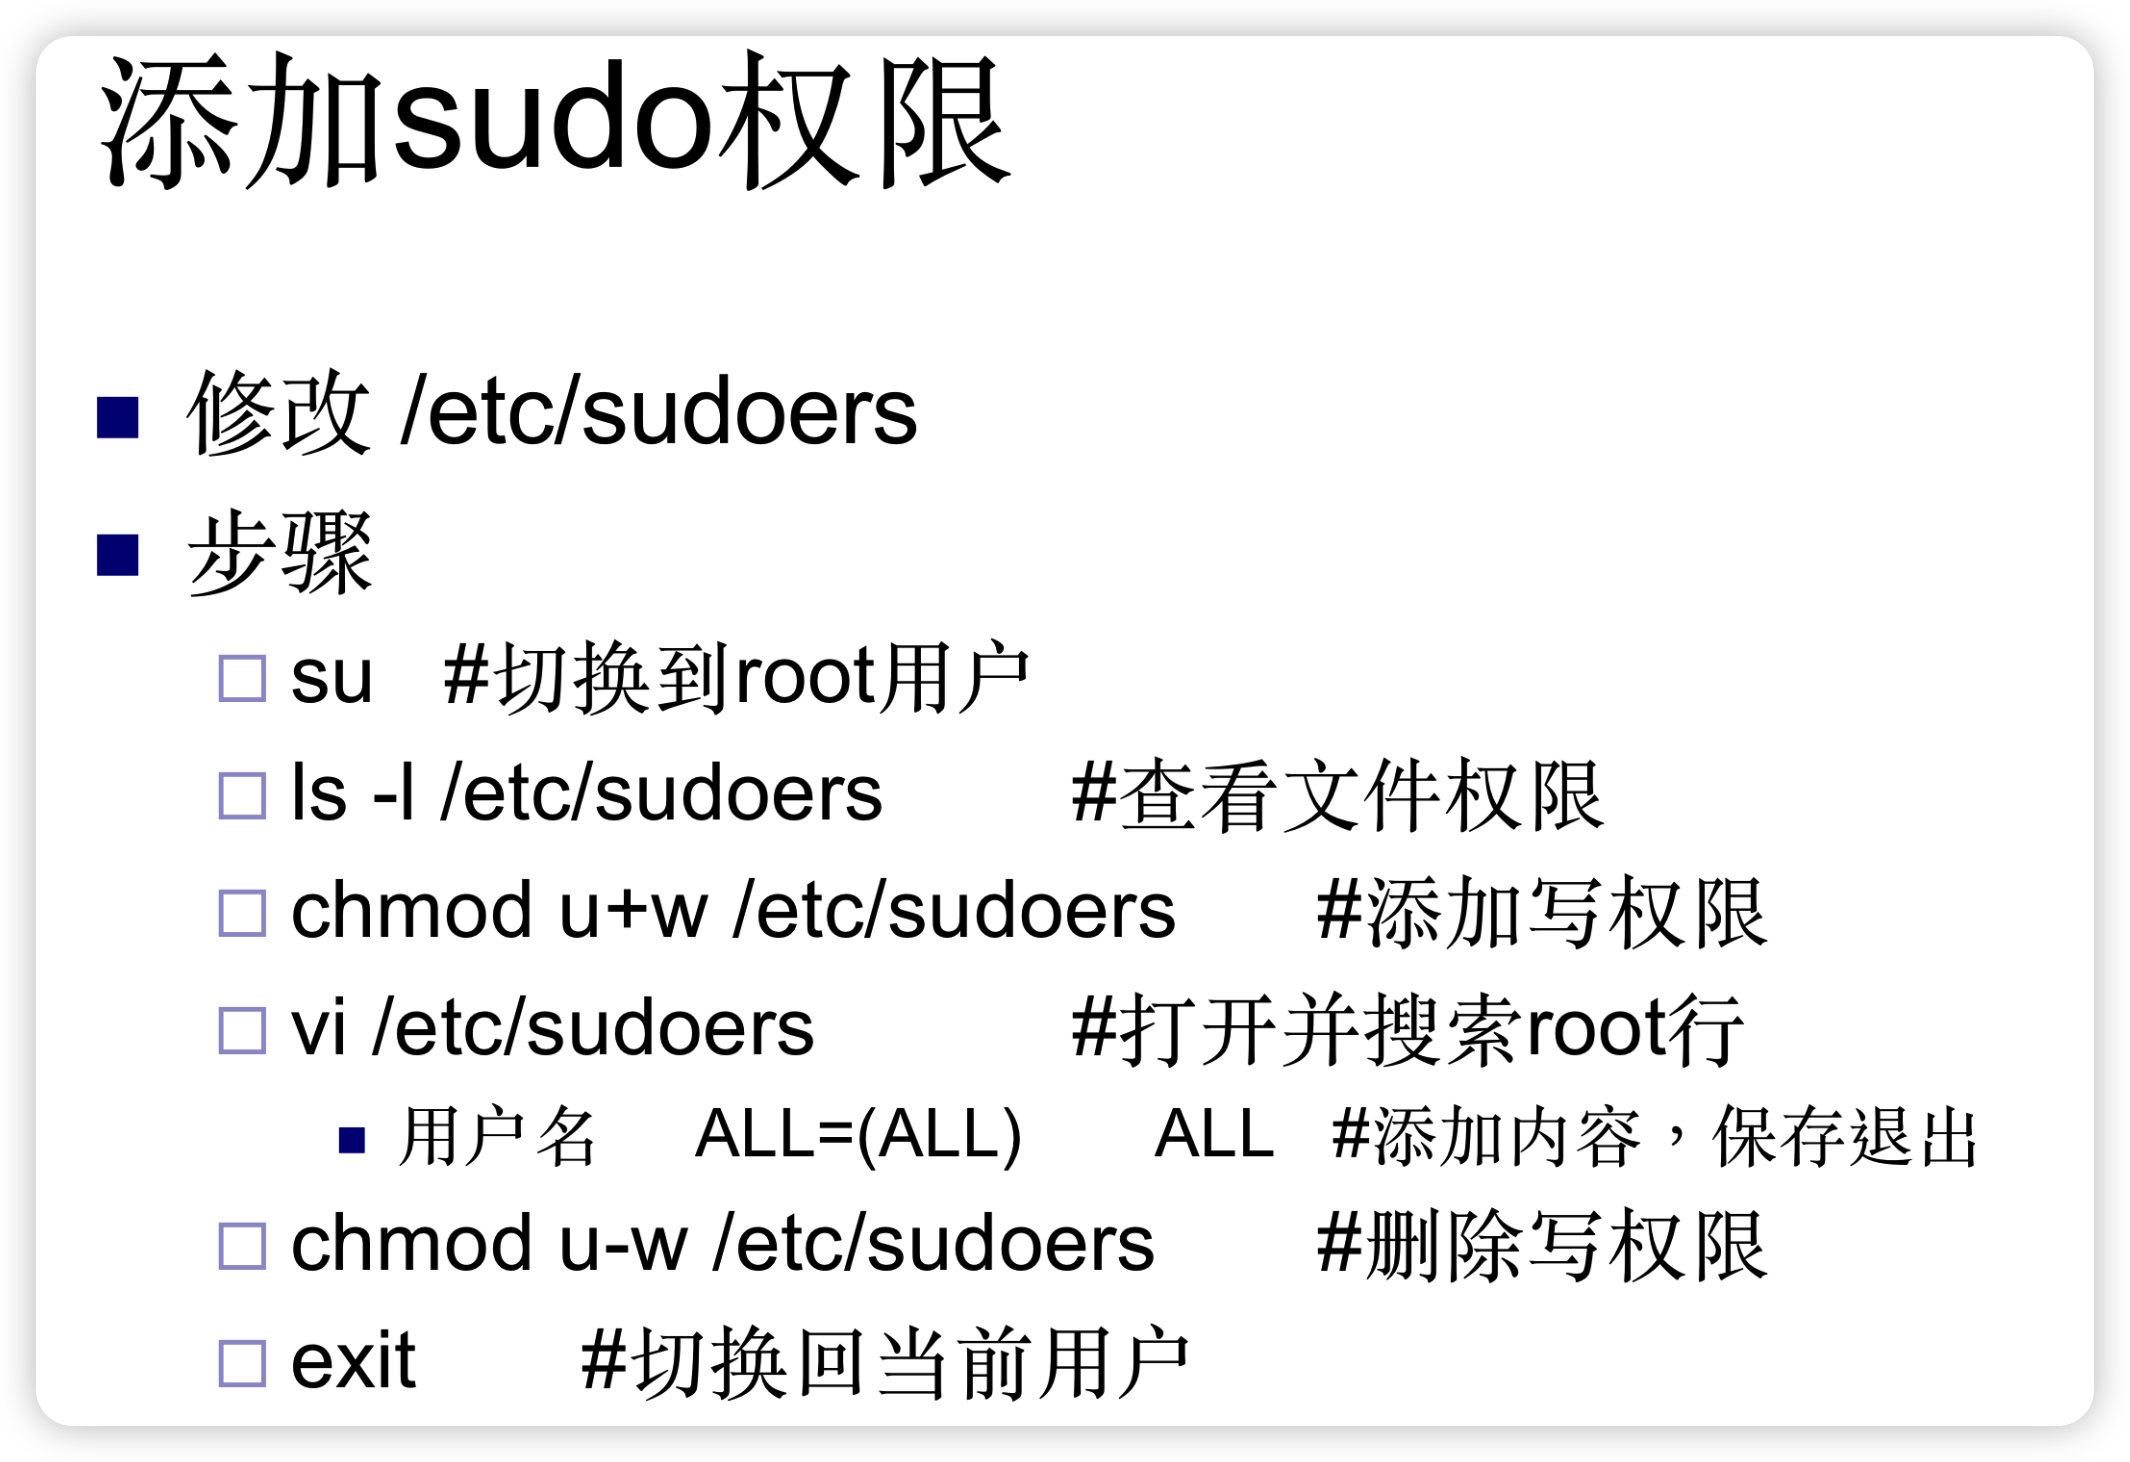 添加sudo权限
修改 /etc/sudoers
步骤
su #切换到root用户
ls -l /etc/sudoers #查看文件权限
chmod u+w /etc/sudoers #添加写权限
vi /etc/sudoers #打开并搜索root行
用户名 ALL=(ALL) ALL #添加内容，保存退出
chmod u-w /etc/sudoers #删除写权限
exit #切换回当前用户